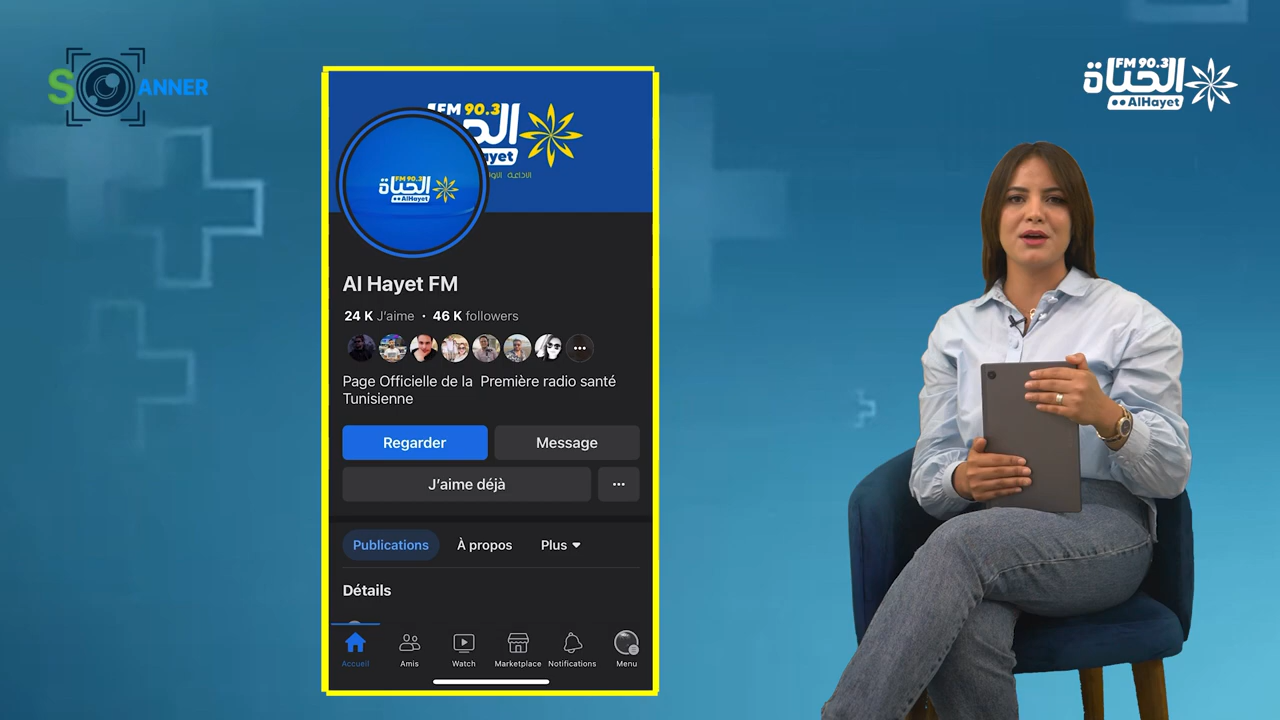 SCANNER
FM 90.3
الحياة
AlHayet
FM 90.3
yet
FM 90.3
الحياة
AlHayet
Al Hayet FM
24 K J'aime · 46 K followers
Page Officielle de la Première radio santé
Tunisienne
Regarder
Message
J'aime déjà
Publications
À propos
Plus
Détails
Accueil
Amis
Watch
Marketplace
Notifications
Menu